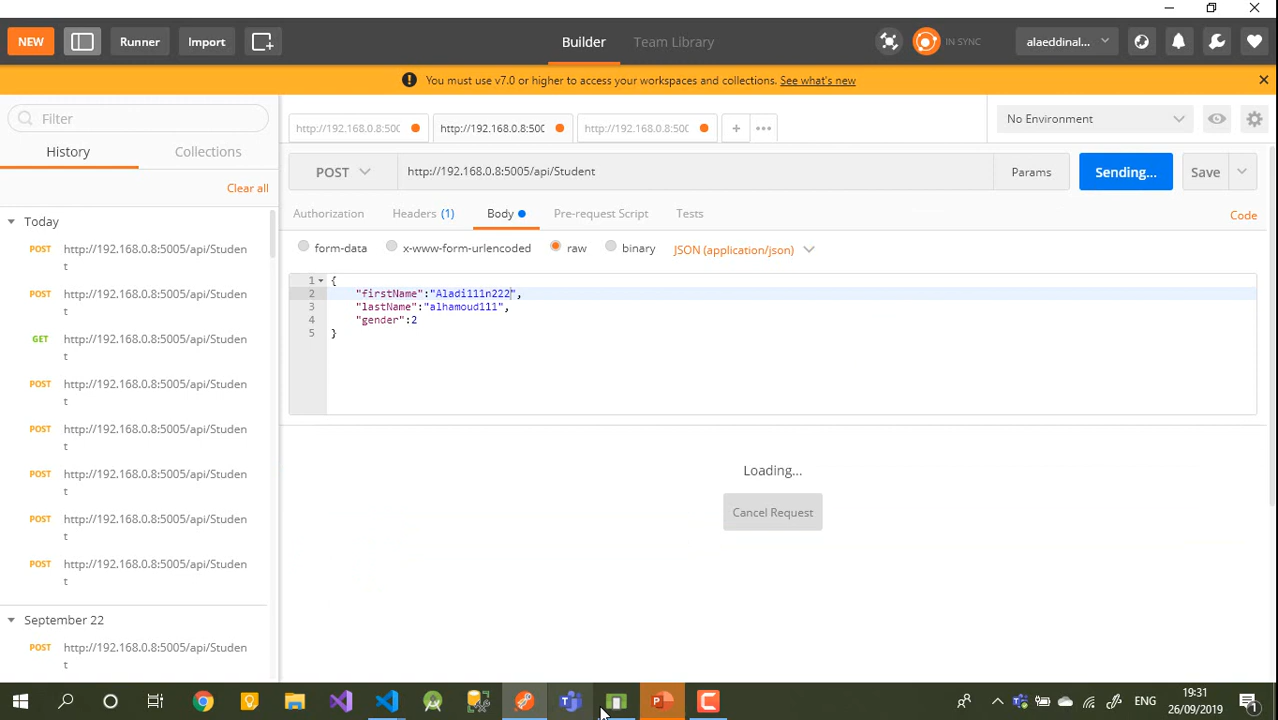 NEW
Runner
Import
Builder
Team Library
IN SYNC
alaeddinal...
You must use v7.0 or higher to access your workspaces and collections. See what's new
Filter
History
Collections
Clear all
Today
POST http://192.168.0.8:5005/api/Studen
t
POST http://192.168.0.8:5005/api/Studen
t
GET http://192.168.0.8:5005/api/Studen
t
POST http://192.168.0.8:5005/api/Studen
t
POST http://192.168.0.8:5005/api/Studen
t
POST http://192.168.0.8:5005/api/Studen
t
POST http://192.168.0.8:5005/api/Studen
t
POST http://192.168.0.8:5005/api/Studen
t
September 22
POST http://192.168.0.8:5005/api/Studen
t
http://192.168.0.8:500
http://192.168.0.8:500
http://192.168.0.8:500
No Environment
POST
http://192.168.0.8:5005/api/Student
Params
Sending...
Save
Authorization
Headers (1)
Body
Pre-request Script
Tests
Code
form-data
x-www-form-urlencoded
raw
binary
JSON (application/json)
1 {
2 "firstName":"Aladi111n222",
3 "lastName":"alhamoud111",
4 "gender":2
5 }
Loading...
Cancel Request
ENG
19:31
26/09/2019
1